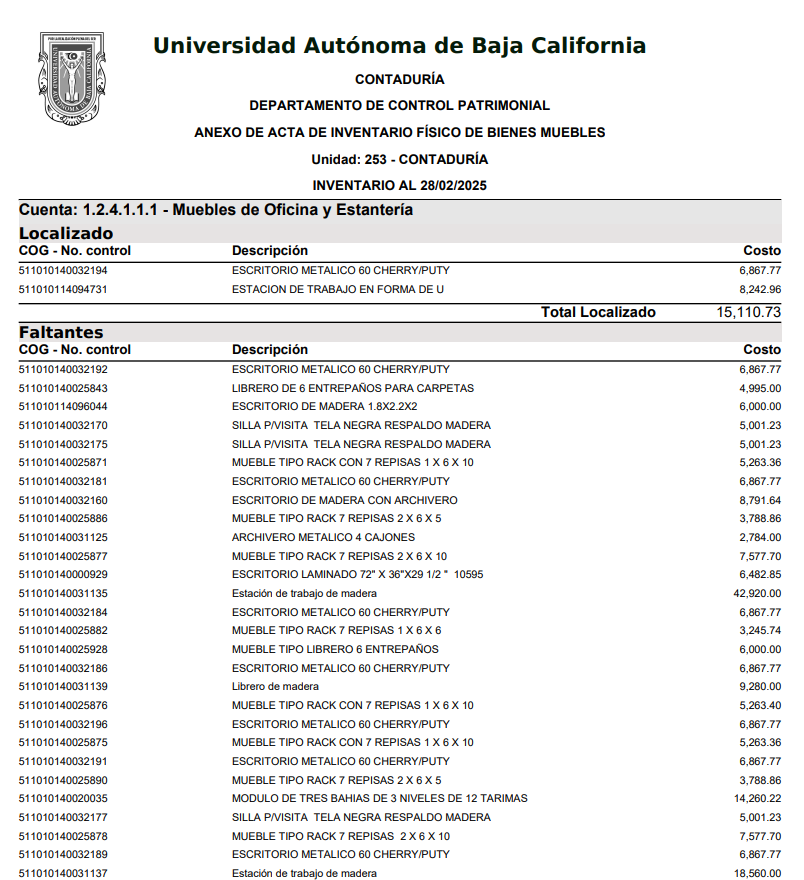 Universidad Autónoma de Baja California
CONTADURÍA
DEPARTAMENTO DE CONTROL PATRIMONIAL
ANEXO DE ACTA DE INVENTARIO FÍSICO DE BIENES MUEBLES
Unidad: 253 - CONTADURÍA
INVENTARIO AL 28/02/2025
Cuenta: 1.2.4.1.1.1 - Muebles de Oficina y Estantería
Localizado
COG - No. control Descripción Costo
511010140032194 ESCRITORIO METALICO 60 CHERRY/PUTY 6,867.77
511010114094731 ESTACION DE TRABAJO EN FORMA DE U 8,242.96
Total Localizado 15,110.73
Faltantes
COG - No. control Descripción Costo
511010140032192 ESCRITORIO METALICO 60 CHERRY/PUTY 6,867.77
511010140025843 LIBRERO DE 6 ENTREPAÑOS PARA CARPETAS 4,995.00
511010114096044 ESCRITORIO DE MADERA 1.8X2.2X2 6,000.00
511010140032170 SILLA P/VISITA TELA NEGRA RESPALDO MADERA 5,001.23
511010140032175 SILLA P/VISITA TELA NEGRA RESPALDO MADERA 5,001.23
511010140025871 MUEBLE TIPO RACK CON 7 REPISAS 1 X 6 X 10 5,263.36
511010140032181 ESCRITORIO METALICO 60 CHERRY/PUTY 6,867.77
511010140032160 ESCRITORIO DE MADERA CON ARCHIVERO 8,791.64
511010140025886 MUEBLE TIPO RACK 7 REPISAS 2 X 6 X 5 3,788.86
511010140031125 ARCHIVERO METALICO 4 CAJONES 2,784.00
511010140025877 MUEBLE TIPO RACK 7 REPISAS 2 X 6 X 10 7,577.70
511010140000929 ESCRITORIO LAMINADO 72" X 36"X29 1/2 " 10595 6,482.85
511010140031135 Estación de trabajo de madera 42,920.00
511010140032184 ESCRITORIO METALICO 60 CHERRY/PUTY 6,867.77
511010140025882 MUEBLE TIPO RACK 7 REPISAS 1 X 6 X 6 3,245.74
511010140025928 MUEBLE TIPO LIBRERO 6 ENTREPAÑOS 6,000.00
511010140032186 ESCRITORIO METALICO 60 CHERRY/PUTY 6,867.77
511010140031139 Librero de madera 9,280.00
511010140025876 MUEBLE TIPO RACK CON 7 REPISAS 1 X 6 X 10 5,263.40
511010140032196 ESCRITORIO METALICO 60 CHERRY/PUTY 6,867.77
511010140025875 MUEBLE TIPO RACK CON 7 REPISAS 1 X 6 X 10 5,263.36
511010140032191 ESCRITORIO METALICO 60 CHERRY/PUTY 6,867.77
511010140025890 MUEBLE TIPO RACK 7 REPISAS 2 X 6 X 5 3,788.86
511010140020035 MODULO DE TRES BAHIAS DE 3 NIVELES DE 12 TARIMAS 14,260.22
511010140032177 SILLA P/VISITA TELA NEGRA RESPALDO MADERA 5,001.23
511010140025878 MUEBLE TIPO RACK 7 REPISAS 2 X 6 X 10 7,577.70
511010140032189 ESCRITORIO METALICO 60 CHERRY/PUTY 6,867.77
511010140031137 Estación de trabajo de madera 18,560.00